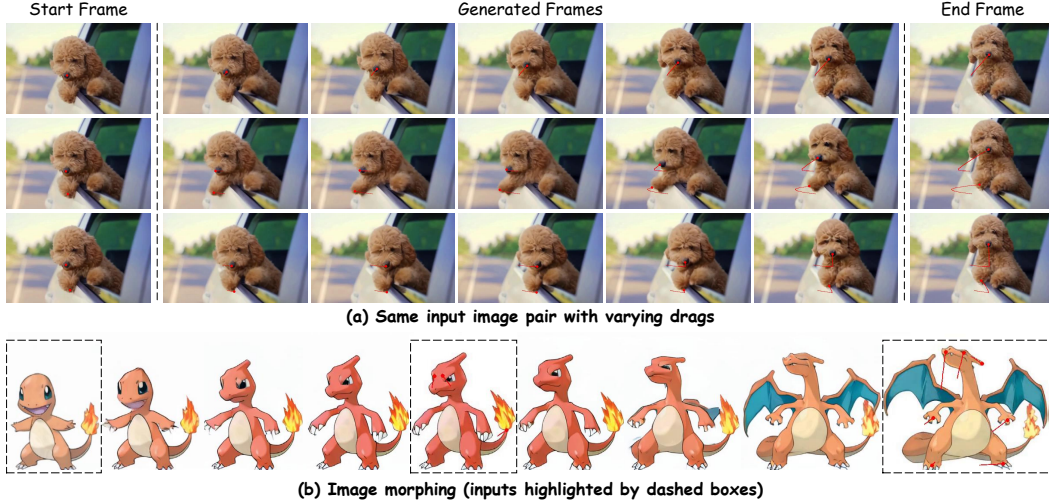 Start Frame
Generated Frames
End Frame
(a) Same input image pair with varying drags
(b) Image morphing (inputs highlighted by dashed boxes)